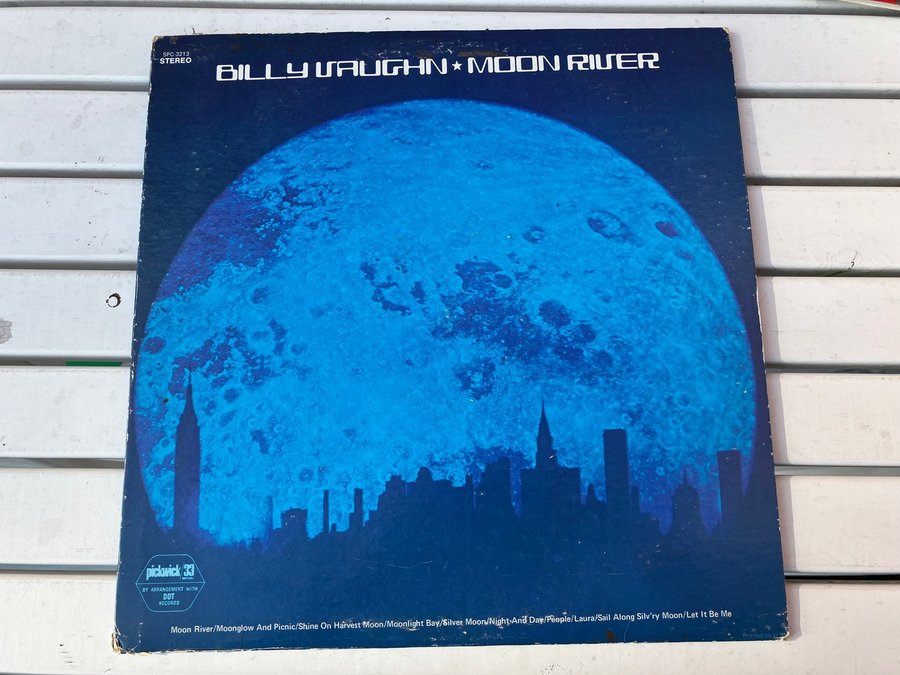 SPC-3213
STEREO
BILLY VAUGHN★MOON RIVER
pickwick/33
BY ARRANGEMENT WITH
DOT
RECORDS
Moon River/Moonglow And Picnic/Shine On Harvest Moon/Moonlight Bay/Silver Moon/Night And Day/People/Laura/Sail Along Silv'ry Moon/Let It Be Me